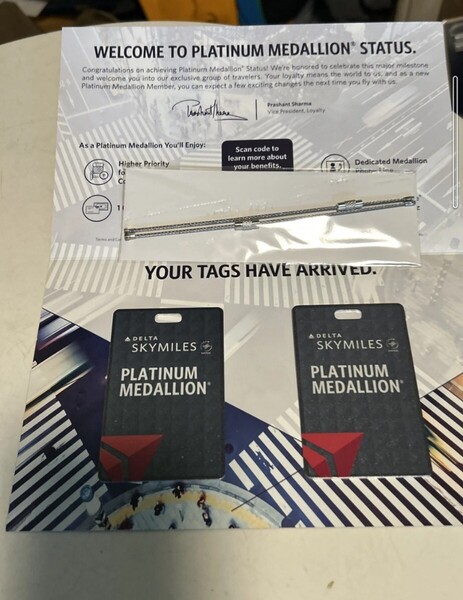 WELCOME TO PLATINUM MEDALLION® STATUS.
Congratulations on achieving Platinum Medallion® Status! We're honored to celebrate this major milestone
and welcome you into our exclusive group of travelers. Your loyalty means the world to us, and as a new
Platinum Medallion Member, you can expect a few exciting changes the next time you fly with us.
Prashant Sharma
Vice President, Loyalty
As a Platinum Medallion You'll Enjoy:
Scan code to
learn more about
your benefits.
Higher Priority
Dedicated Medallion
YOUR TAGS HAVE ARRIVED.
DELTA
SKYMILES
PLATINUM
MEDALLION®
DELTA
SKYMILES
PLATINUM
MEDALLION®